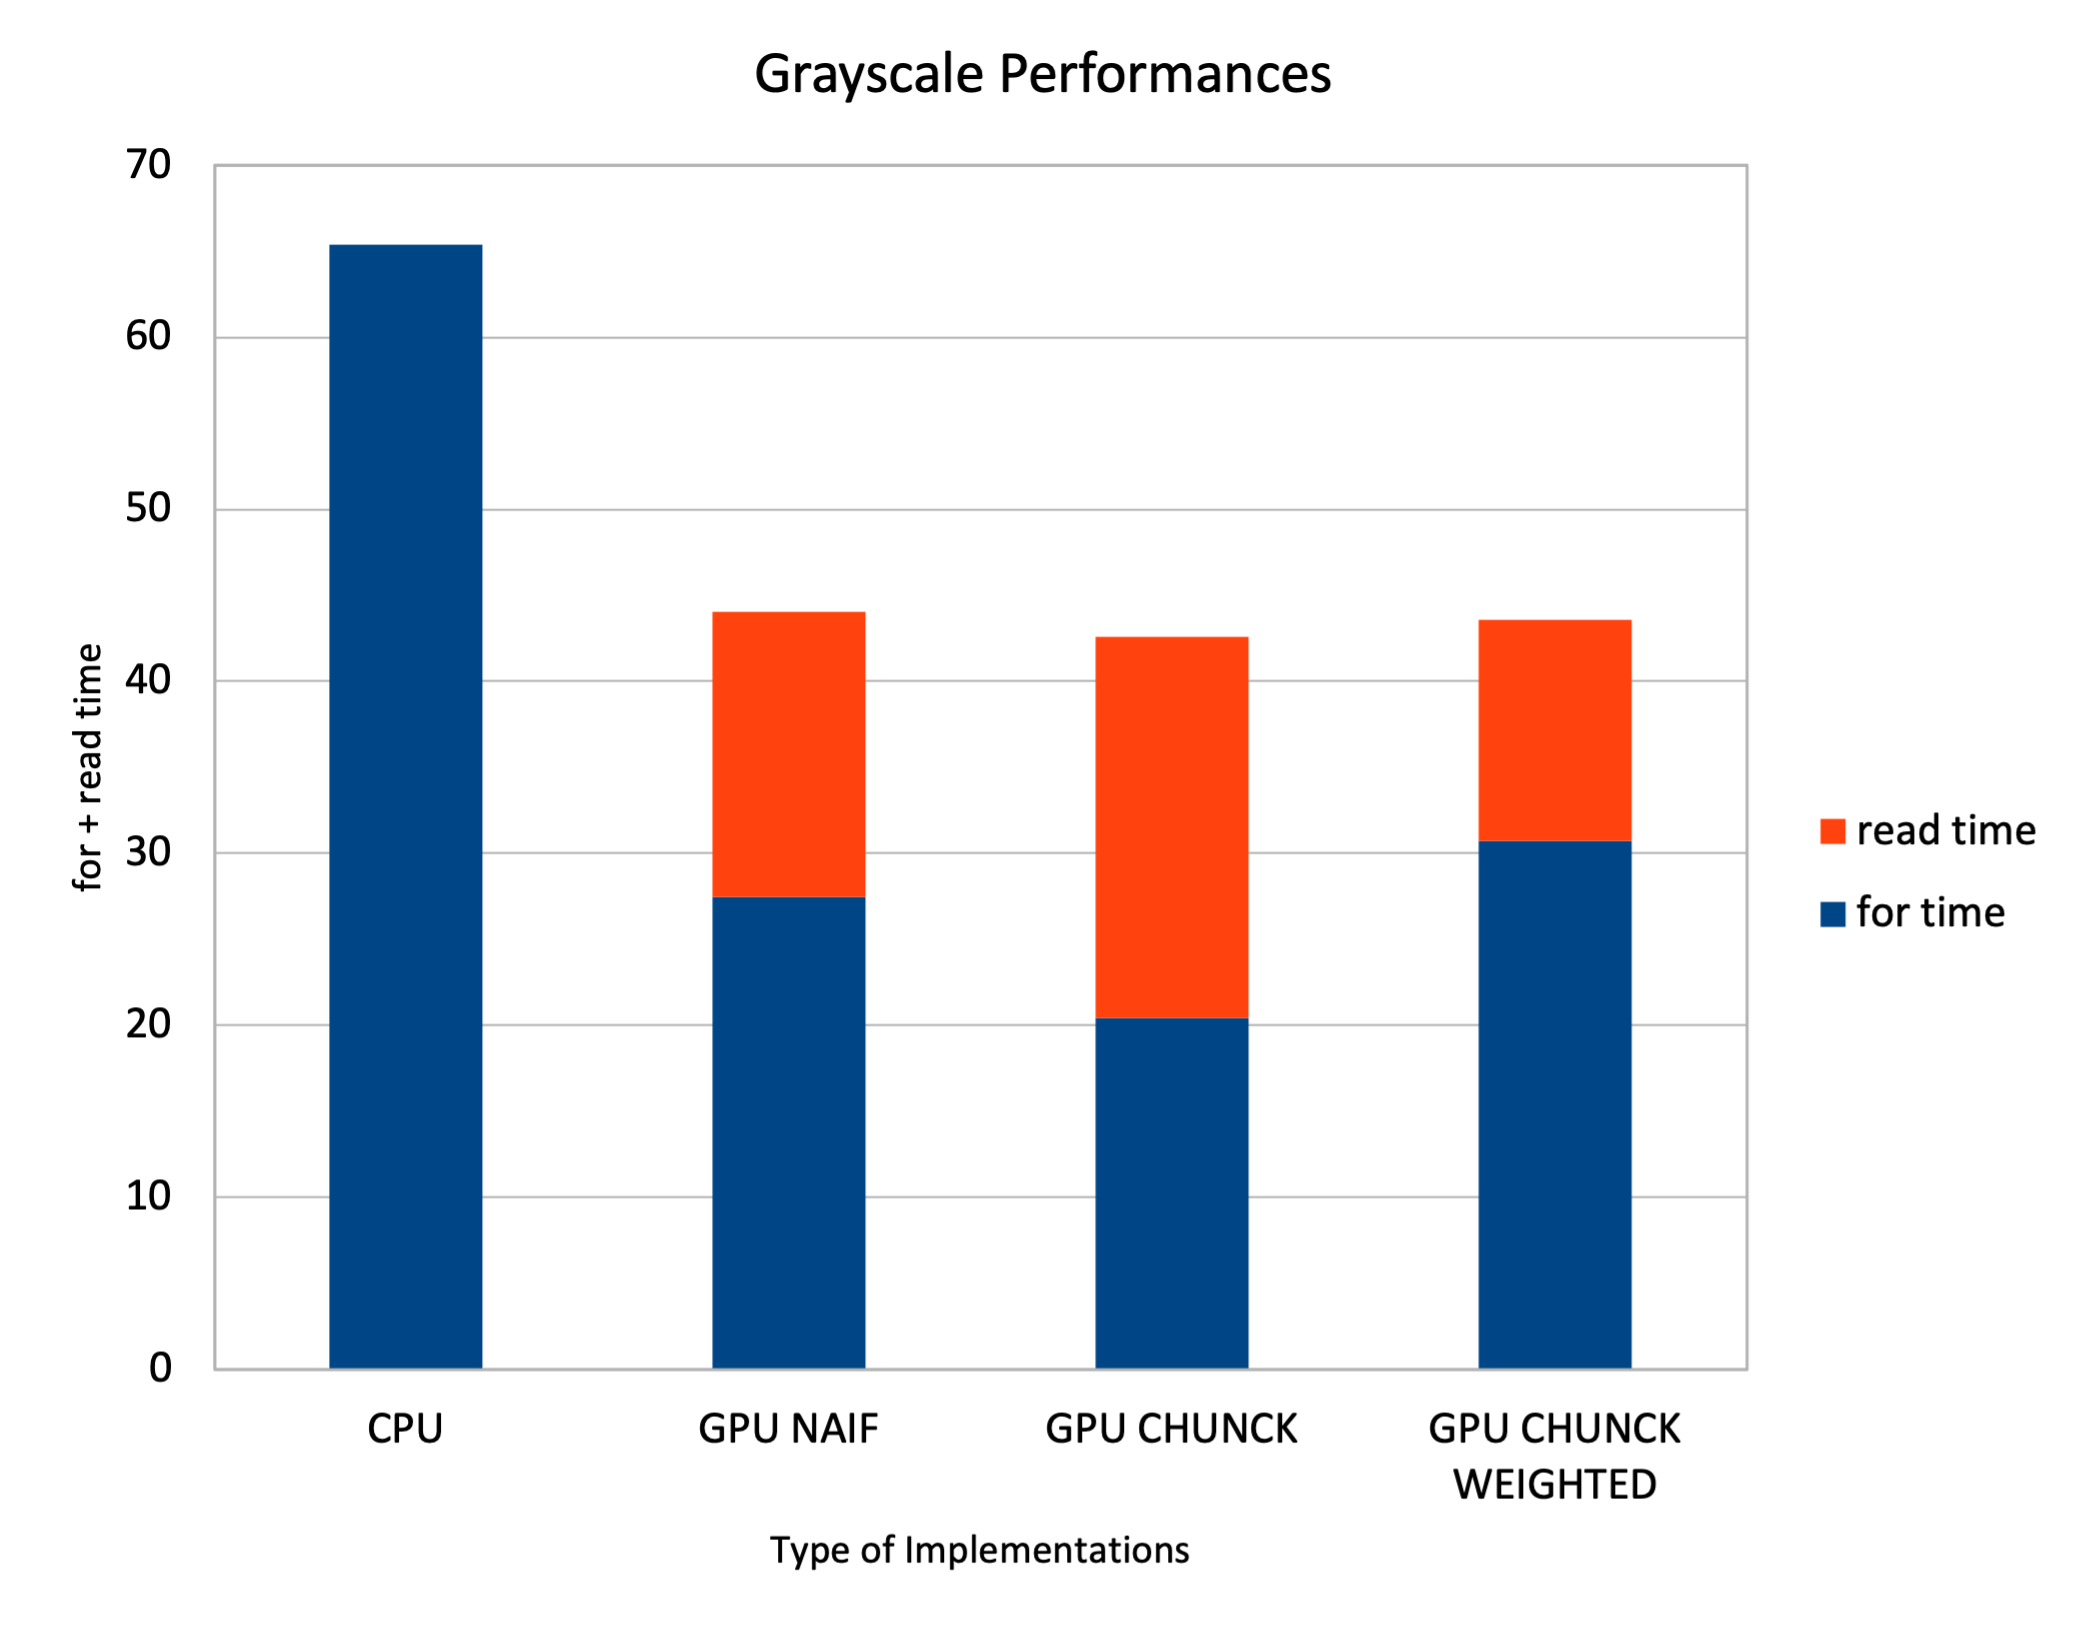 Grayscale Performances
70
60
50
40
30
20
10
0
for + read time
read time
for time
CPU
GPU NAIF
GPU CHUNCK
GPU CHUNCK
WEIGHTED
Type of Implementations